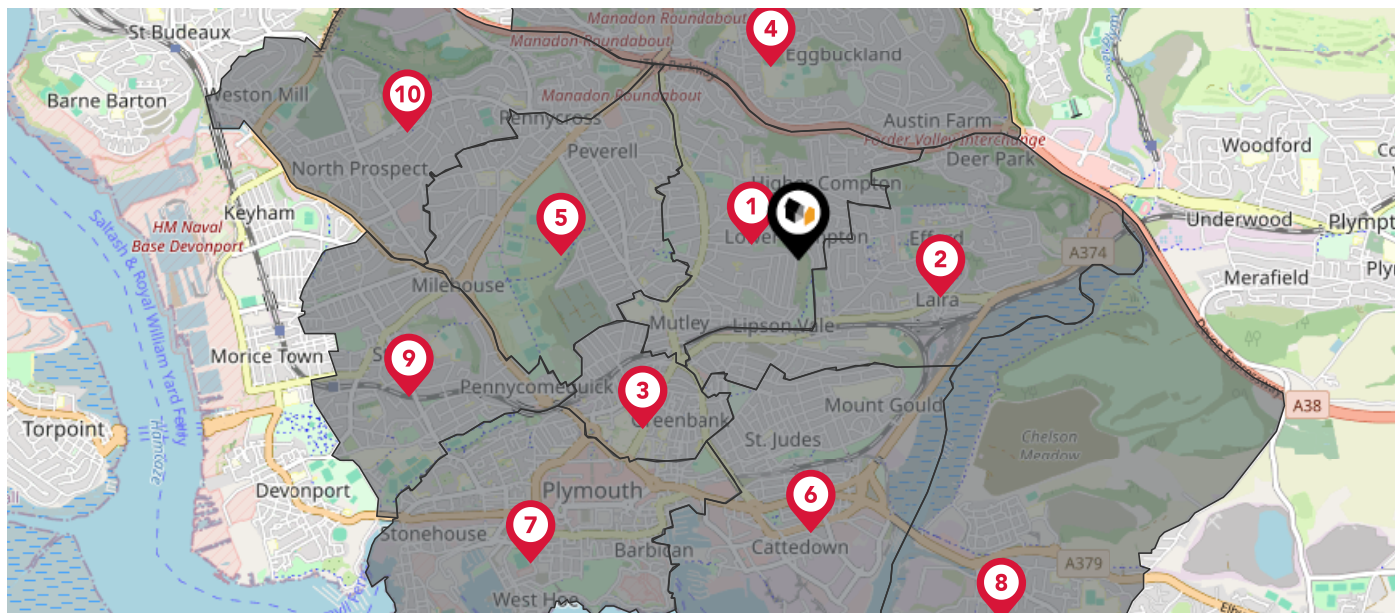 St Budeaux
Manadon Roundabout
4
Manadon Roundabout
Eggbuckland
The Parkway
Barne Barton
Weston Mill
10
Manadon Roundabout
Pennycross
Austin Farm
Forder Valley Interchange
Woodford
Peverell
Deer Park
North Prospect
Higher Compton
Keyham
HM Naval
Base Devonport
5
1
Lower Compton
Efford
2
A374
Underwood
Plympt
Saltash & Royal William Yard Ferry
Milehouse
Laira
Merafield
Mutley
Lipson Vale
Devon Expressway
Morice Town
9
Pennycomequick
3
Greenbank
Mount Gould
A38
Torpoint
Hamoaze
St. Judes
Chelson
Meadow
Devonport
Plymouth
6
7
Stonehouse
Barbican
Cattedown
A379
8
West Hoe